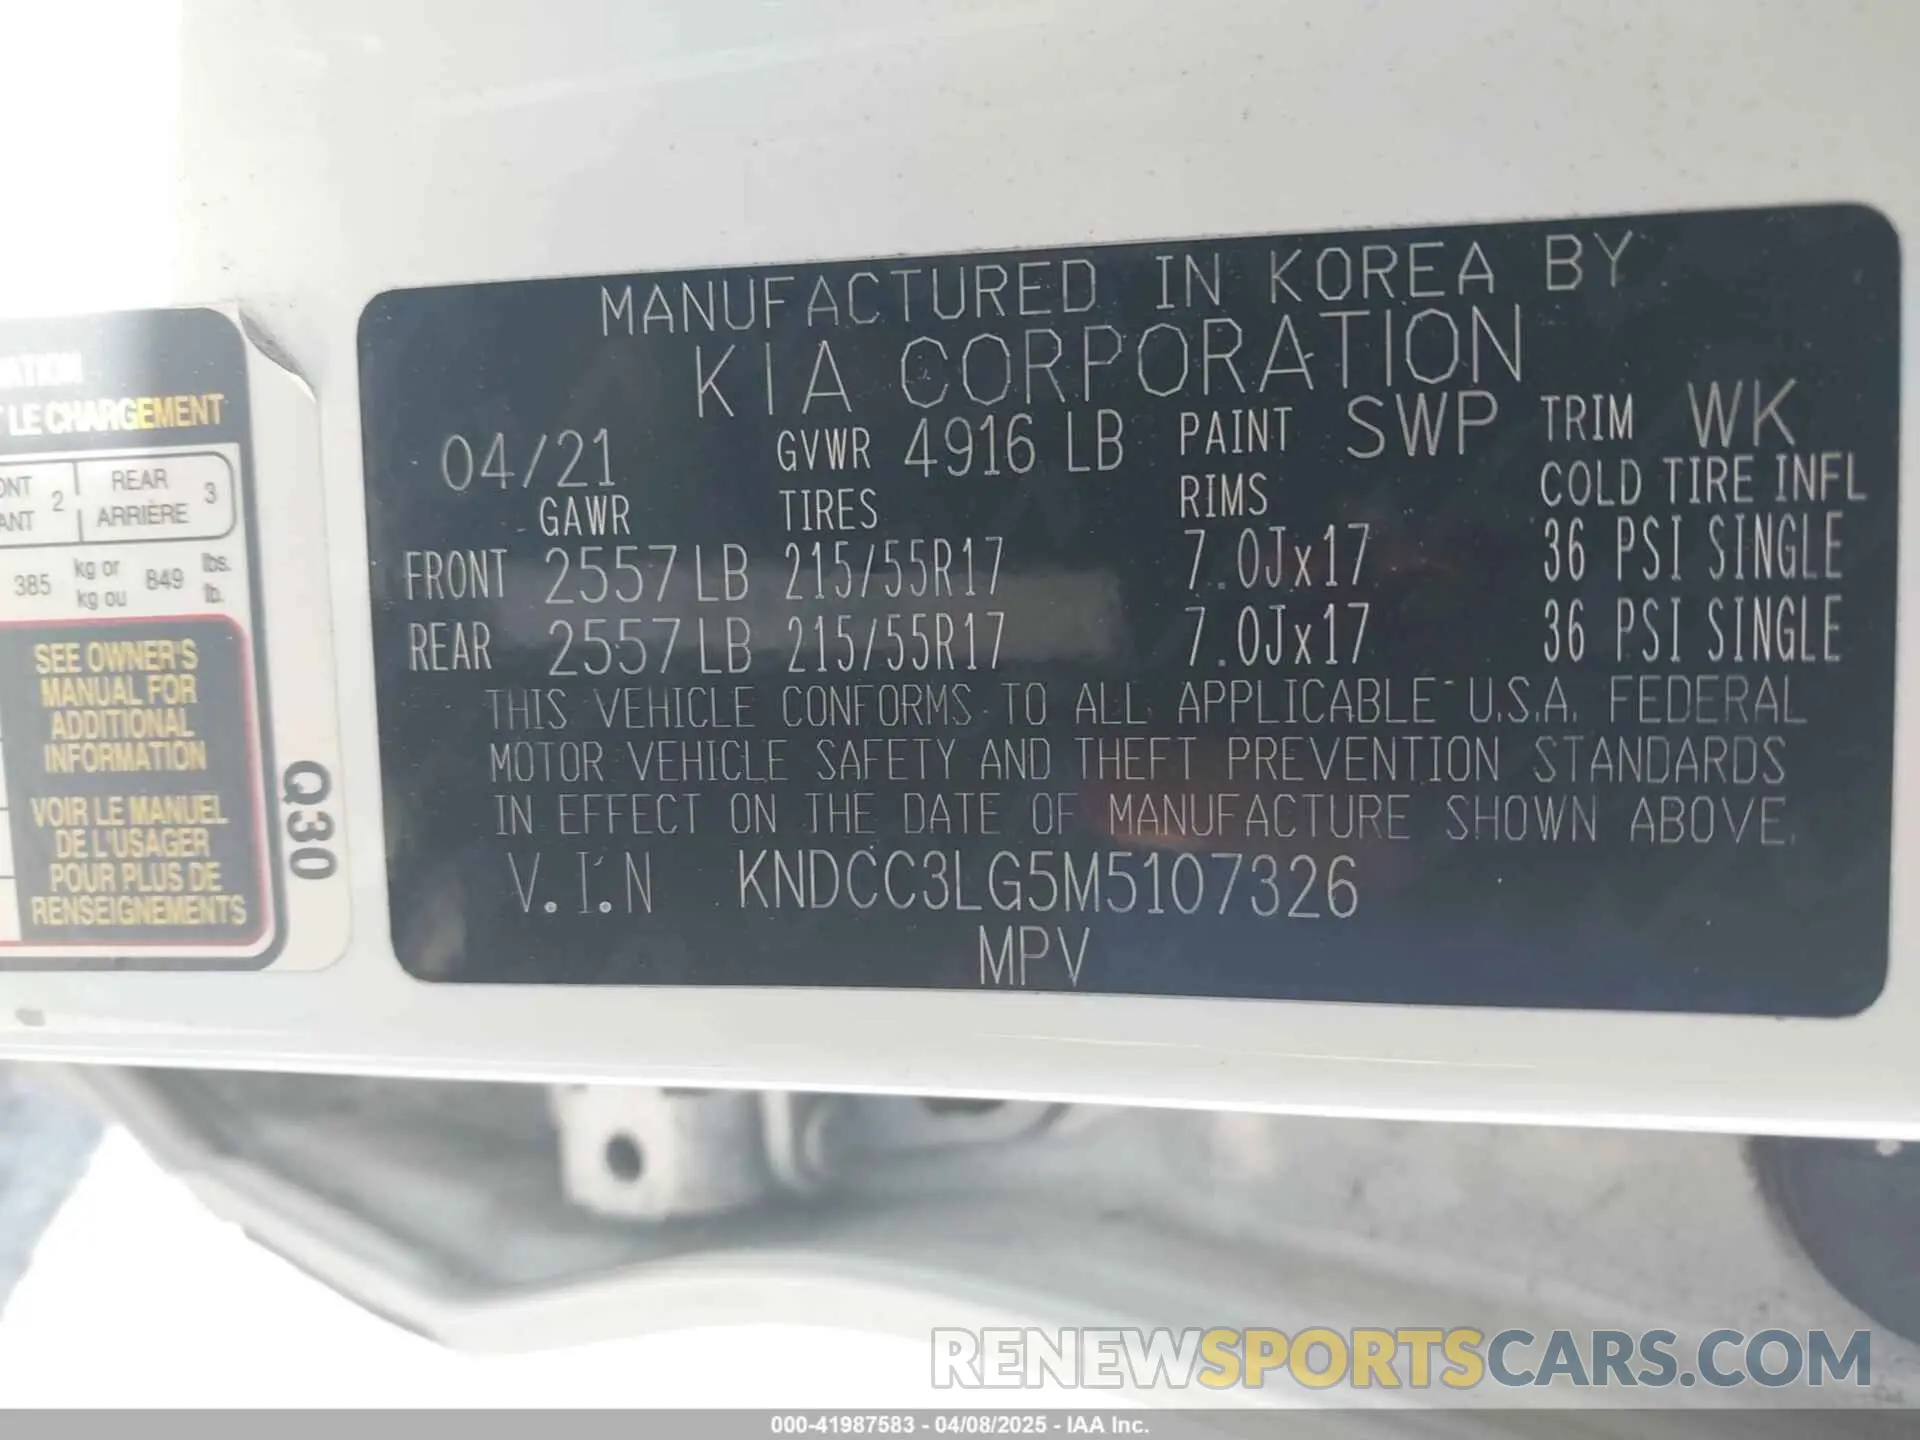 MATION
T LE CHARGEMENT
REAR
2 ARRIÈRE 3
385 kg or 849 lbs.
kg ou lb.
SEE OWNER'S
MANUAL FOR
ADDITIONAL
INFORMATION
VOIR LE MANUEL
DE L'USAGER
POUR PLUS DE
RENSEIGNEMENTS
Q30
MANUFACTURED IN KOREA BY
KIA CORPORATION
04/21 GVWR 4916 LB PAINT SWP TRIM WK
GAWR TIRES RIMS COLD TIRE INFL
FRONT 2557 LB 215/55R17 7.0Jx17 36 PSI SINGLE
REAR 2557 LB 215/55R17 7.0Jx17 36 PSI SINGLE
THIS VEHICLE CONFORMS TO ALL APPLICABLE U.S.A. FEDERAL
MOTOR VEHICLE SAFETY AND THEFT PREVENTION STANDARDS
IN EFFECT ON THE DATE OF MANUFACTURE SHOWN ABOVE.
V.I.N KNDCC3LG5M5107326
MPV
RENEWSPORTSCARS.COM
000-41987583 - 04/08/2025 - IAA Inc.